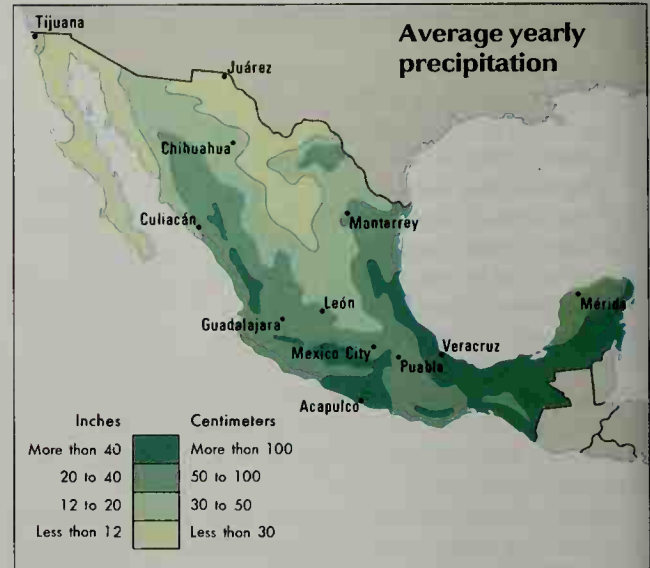 Average yearly
precipitation
Tijuana
Juárez
Chihuahua
Culiacán
Monterrey
León
Guadalajara
Mérida
Mexico City
Veracruz
Puebla
Acapulco
Inches Centimeters
More than 40 More than 100
20 to 40 50 to 100
12 to 20 30 to 50
Less than 12 Less than 30